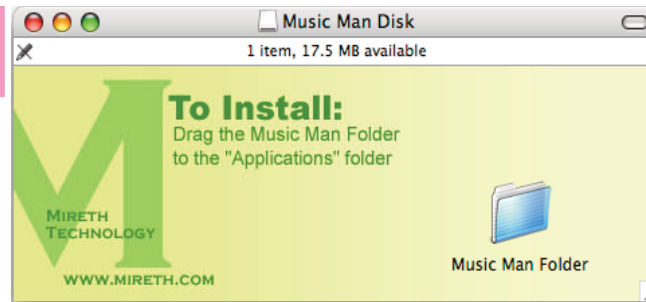 Music Man Disk
1 item, 17.5 MB available
To Install:
Drag the Music Man Folder
to the "Applications" folder
M
MIRETH
TECHNOLOGY
WWW.MIRETH.COM
Music Man Folder